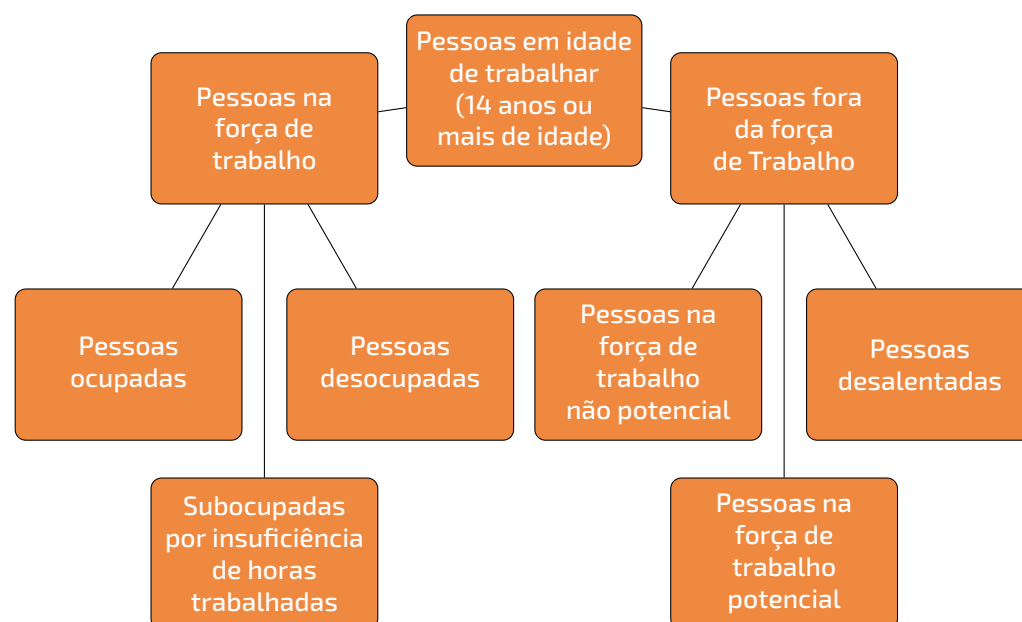 Pessoas em idade
de trabalhar
(14 anos ou
mais de idade)
Pessoas na
força de
trabalho
Pessoas fora
da força
de Trabalho
Pessoas
ocupadas
Pessoas
desocupadas
Pessoas na
força de
trabalho
não potencial
Pessoas
desalentadas
Subocupadas
por insuficiência
de horas
trabalhadas
Pessoas na
força de
trabalho
potencial